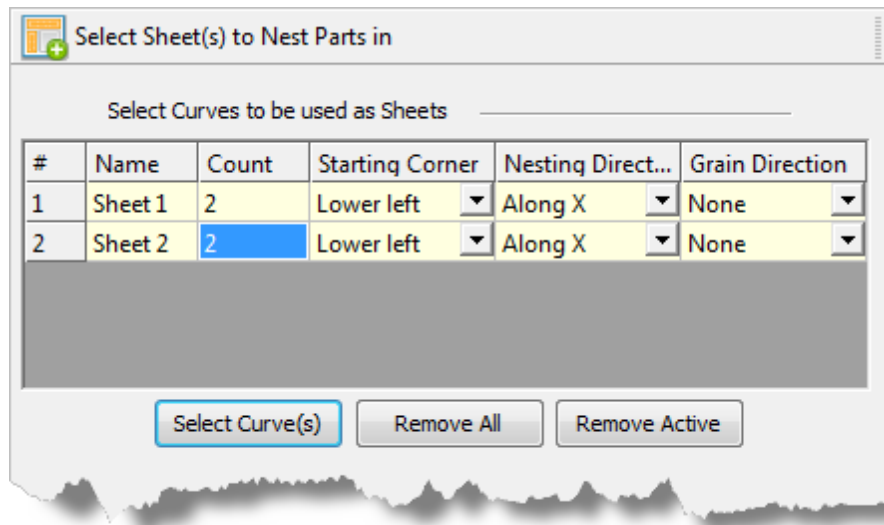 Select Sheet(s) to Nest Parts in
Select Curves to be used as Sheets
# Name Count Starting Corner Nesting Direct... Grain Direction
1 Sheet 1 2 Lower left Along X None
2 Sheet 2 2 Lower left Along X None
Select Curve(s) Remove All Remove Active